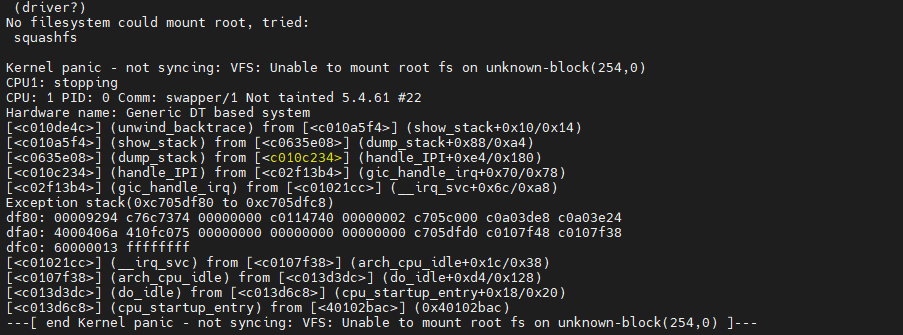 (driver?)
No filesystem could mount root, tried:
squashfs
Kernel panic - not syncing: VFS: Unable to mount root fs on unknown-block(254,0)
CPU1: stopping
CPU: 1 PID: 0 Comm: swapper/1 Not tainted 5.4.61 #22
Hardware name: Generic DT based system
[<c010de4c>] (unwind_backtrace) from [<c010a5f4>] (show_stack+0x10/0x14)
[<c010a5f4>] (show_stack) from [<c0635e08>] (dump_stack+0x88/0xa4)
[<c0635e08>] (dump_stack) from [<c010c234>] (handle_IPI+0xe4/0x180)
[<c010c234>] (handle_IPI) from [<c02f13b4>] (gic_handle_irq+0x70/0x78)
[<c02f13b4>] (gic_handle_irq) from [<c01021cc>] (__irq_svc+0x6c/0xa8)
Exception stack(0xc705df80 to 0xc705dfc8)
df80: 00009294 c76c7374 00000000 c0114740 00000002 c705c000 c0a03de8 c0a03e24
dfa0: 4000406a 410fc075 00000000 00000000 00000000 c705dfd0 c0107f48 c0107f38
dfc0: 60000013 ffffffff
[<c01021cc>] (__irq_svc) from [<c0107f38>] (arch_cpu_idle+0x1c/0x38)
[<c0107f38>] (arch_cpu_idle) from [<c013d3dc>] (do_idle+0xd4/0x128)
[<c013d3dc>] (do_idle) from [<c013d6c8>] (cpu_startup_entry+0x18/0x20)
[<c013d6c8>] (cpu_startup_entry) from [<40102bac>] (0x40102bac)
---[ end Kernel panic - not syncing: VFS: Unable to mount root fs on unknown-block(254,0) ]---